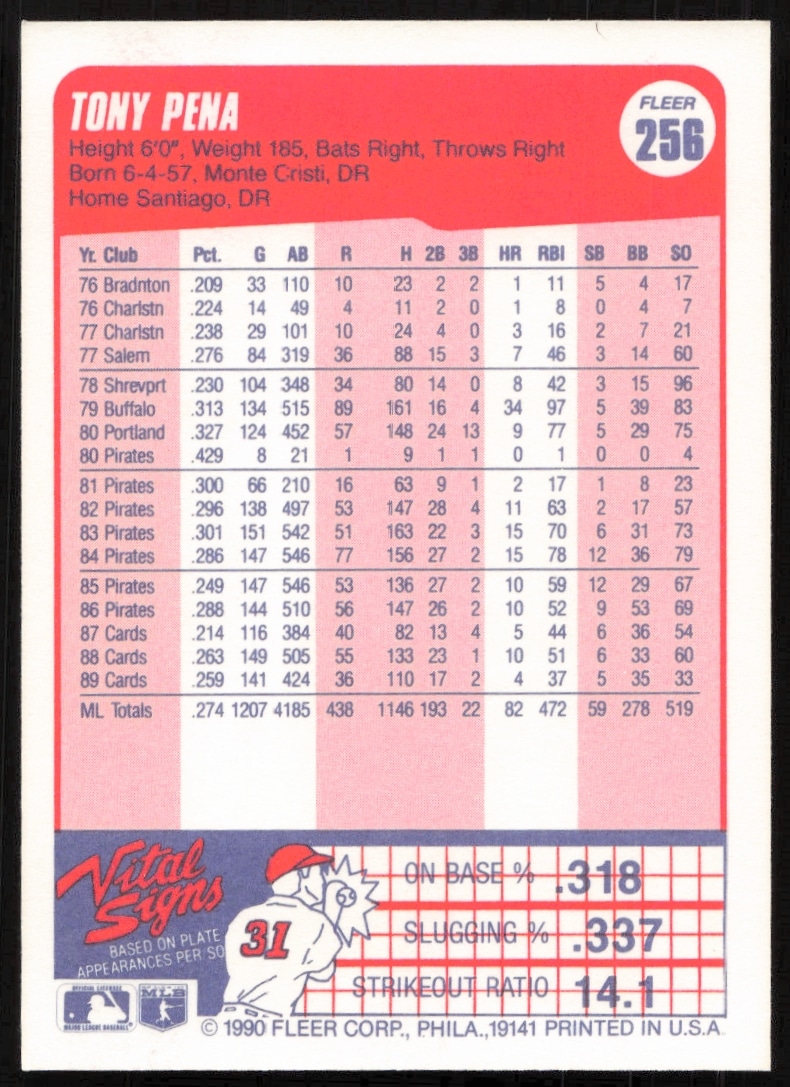 TONY PENA
FLEER
256
Height 6'0", Weight 185, Bats Right, Throws Right
Born 6-4-57, Monte Cristi, DR
Home Santiago, DR
Yr. Club Pct. G AB R H 2B 3B HR RBI SB BB SO
76 Bradnton .209 33 110 10 23 2 2 1 11 5 4 17
76 Charlstn .224 14 49 4 11 2 0 1 8 0 4 7
77 Charlstn .238 29 101 10 24 4 0 3 16 2 7 21
77 Salem .276 84 319 36 88 15 3 7 46 3 14 60
78 Shrevprt .230 104 348 34 80 14 0 8 42 3 15 96
79 Buffalo .313 134 515 89 161 16 4 34 97 5 39 83
80 Portland .327 124 452 57 148 24 13 9 77 5 29 75
80 Pirates .429 8 21 1 9 1 1 0 1 0 0 4
81 Pirates .300 66 210 16 63 9 1 2 17 1 8 23
82 Pirates .296 138 497 53 147 28 4 11 63 2 17 57
83 Pirates .301 151 542 51 163 22 3 15 70 6 31 73
84 Pirates .286 147 546 77 156 27 2 15 78 12 36 79
85 Pirates .249 147 546 53 136 27 2 10 59 12 29 67
86 Pirates .288 144 510 56 147 26 2 10 52 9 53 69
87 Cards .214 116 384 40 82 13 4 5 44 6 36 54
88 Cards .263 149 505 55 133 23 1 10 51 6 33 60
89 Cards .259 141 424 36 110 17 2 4 37 5 35 33
ML Totals .274 1207 4185 438 1146 193 22 82 472 59 278 519
Vital
Signs
BASED ON PLATE
APPEARANCES PER SO
31
ON BASE % .318
SLUGGING % .337
STRIKEOUT RATIO 14.1
OFFICIAL LICENSEE
MAJOR LEAGUE BASEBALL
MLB
© 1990 FLEER CORP., PHILA.,19141 PRINTED IN U.S.A.